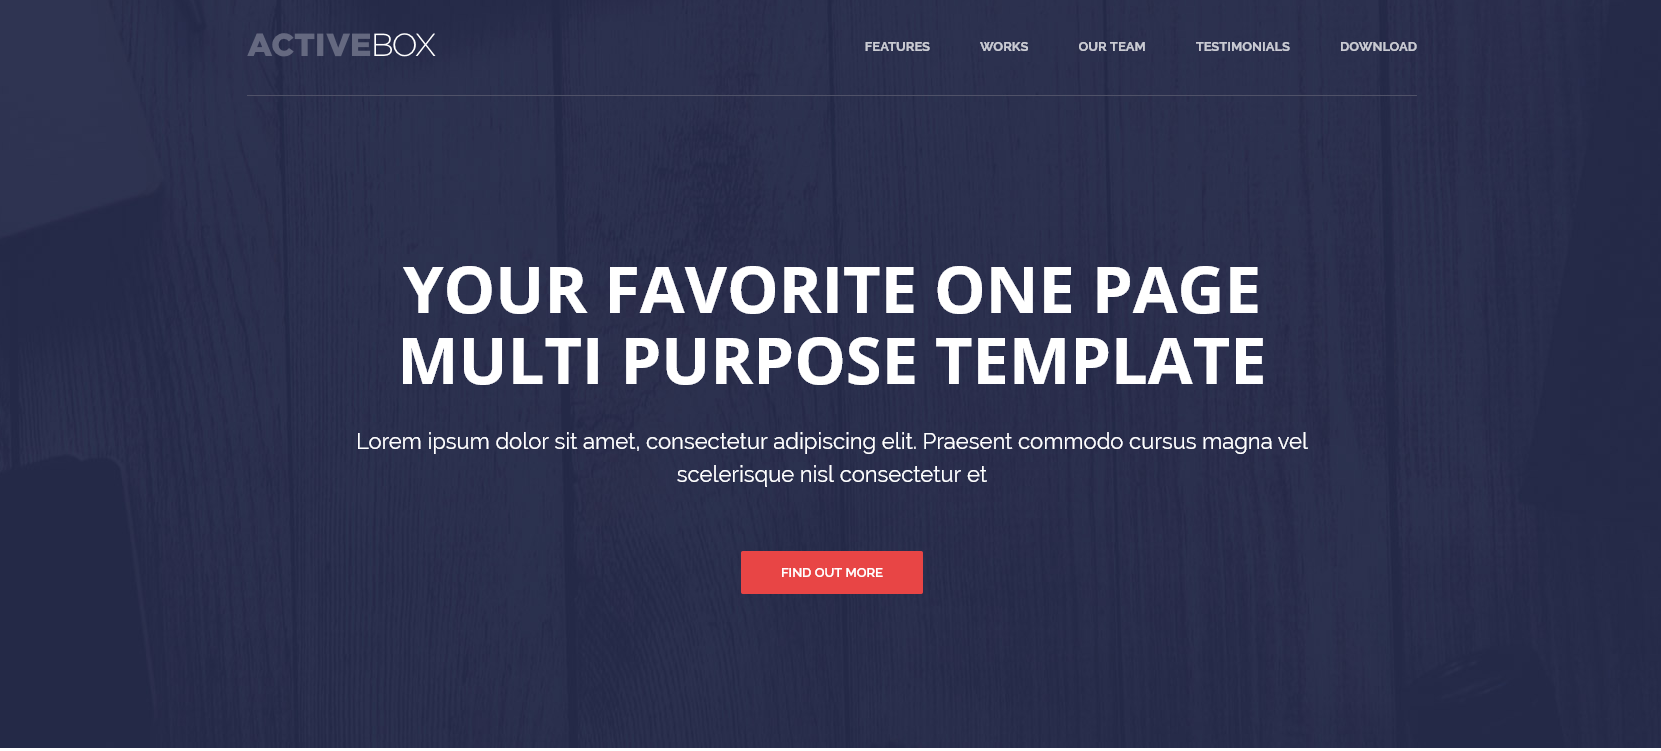 ACTIVEBOX
FEATURES WORKS OUR TEAM TESTIMONIALS DOWNLOAD
YOUR FAVORITE ONE PAGE
MULTI PURPOSE TEMPLATE
Lorem ipsum dolor sit amet, consectetur adipiscing elit. Praesent commodo cursus magna vel
scelerisque nisl consectetur et
FIND OUT MORE